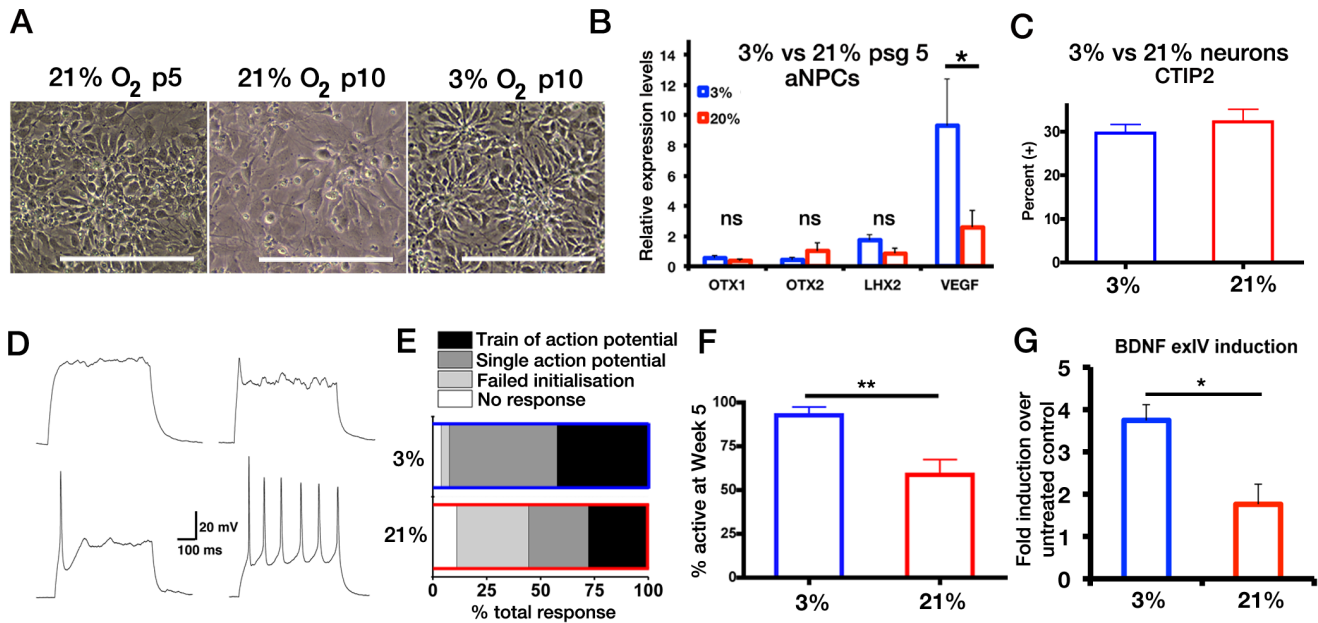 A
21% O2 p5
21% O2 p10
3% O2 p10
B
3% vs 21% psg 5
aNPCs
*
3%
20%
Relative expression levels
14
12
10
8
6
4
2
0
ns
ns
ns
OTX1
OTX2
LHX2
VEGF
C
3% vs 21% neurons
CTIP2
Percent (+)
30
20
10
0
3%
21%
D
20 mV
100 ms
E
Train of action potential
Single action potential
Failed initialisation
No response
3%
21%
0
25
50
75
100
% total response
F
**
% active at Week 5
100
75
50
25
0
3%
21%
G
BDNF exIV induction
*
Fold induction over
untreated control
5
4
3
2
1
0
3%
21%